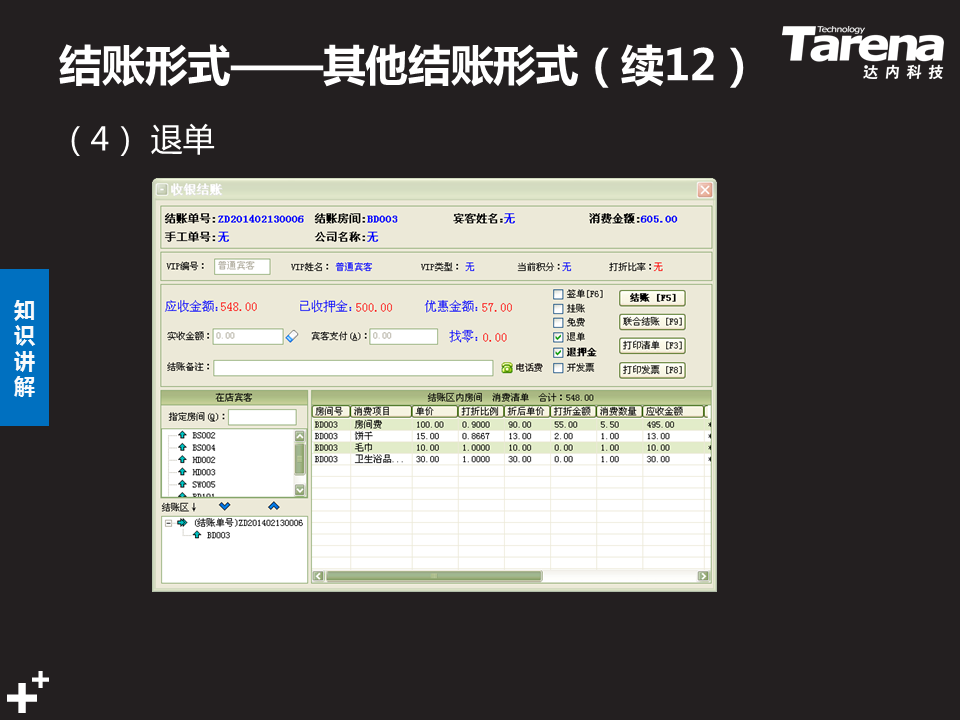 结账形式——其他结账形式（续12）
Technology
Tarena
达内科技
（4） 退单
知识讲解
收银结账
结账单号:ZD201402130006 结账房间:BD003 宾客姓名:无 消费金额:605.00
手工单号:无 公司名称:无
VIP编号： 普通宾客 VIP姓名： 普通宾客 VIP类型： 无 当前积分：无 打折比率：无
应收金额:548.00 已收押金:500.00 优惠金额:57.00
实收金额：0.00 宾客支付(A)：0.00 找零:0.00
结账备注： 电话费
签单[F6]
挂账
免费
退单
退押金
开发票
结账 [F5]
联合结账 [F9]
打印清单 [F3]
打印发票 [F8]
在店宾客
指定房间(Q)：
BS002
BS004
MD002
MD003
SW005
BD101
结账区↓
(结账单号)ZD201402130006
BD003
结账区内房间 消费清单 合计：548.00
房间号 消费项目 单价 打折比例 折后单价 打折金额 消费数量 应收金额
BD003 房间费 100.00 0.9000 90.00 55.00 5.50 495.00 *
BD003 饼干 15.00 0.8667 13.00 2.00 1.00 13.00 *
BD003 毛巾 10.00 1.0000 10.00 0.00 1.00 10.00 *
BD003 卫生浴品... 30.00 1.0000 30.00 0.00 1.00 30.00 *